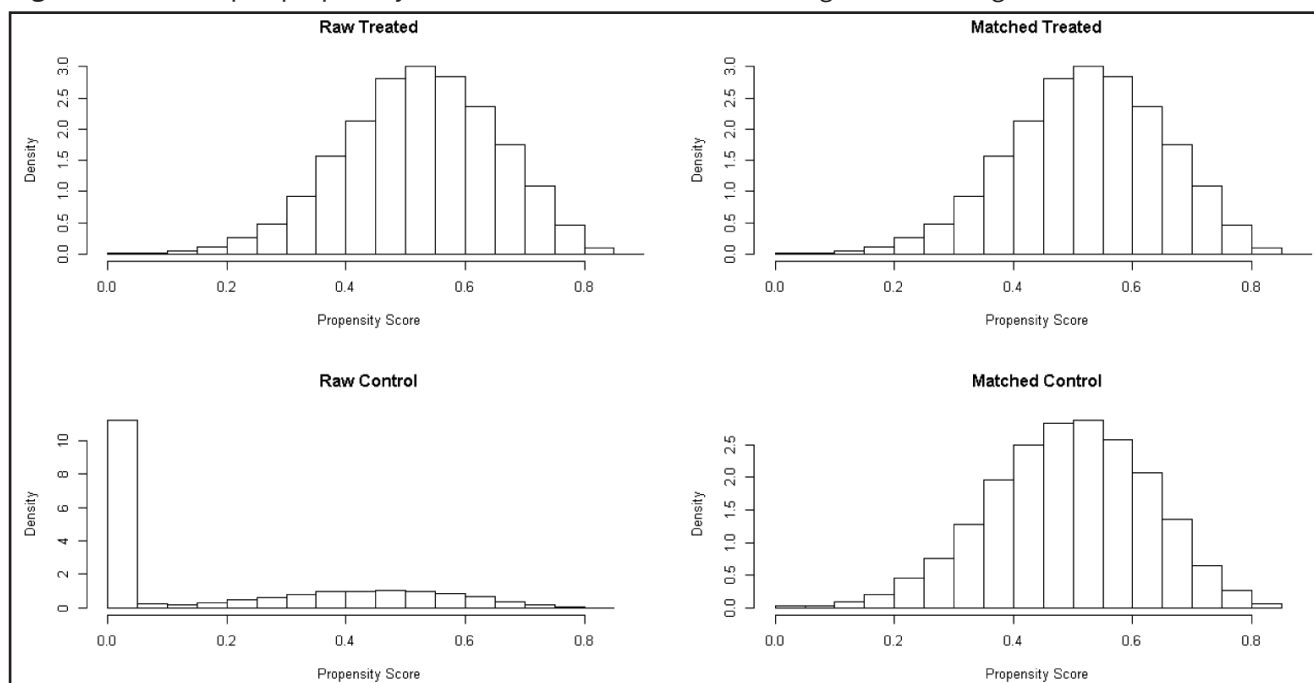 propensity
Raw Treated
Density
0.0 0.5 1.0 1.5 2.0 2.5 3.0
0.0 0.2 0.4 0.6 0.8
Propensity Score
Matched Treated
Density
0.0 0.5 1.0 1.5 2.0 2.5 3.0
0.0 0.2 0.4 0.6 0.8
Propensity Score
Raw Control
Density
0 2 4 6 8 10
0.0 0.2 0.4 0.6 0.8
Propensity Score
Matched Control
Density
0.0 0.5 1.0 1.5 2.0 2.5
0.0 0.2 0.4 0.6 0.8
Propensity Score